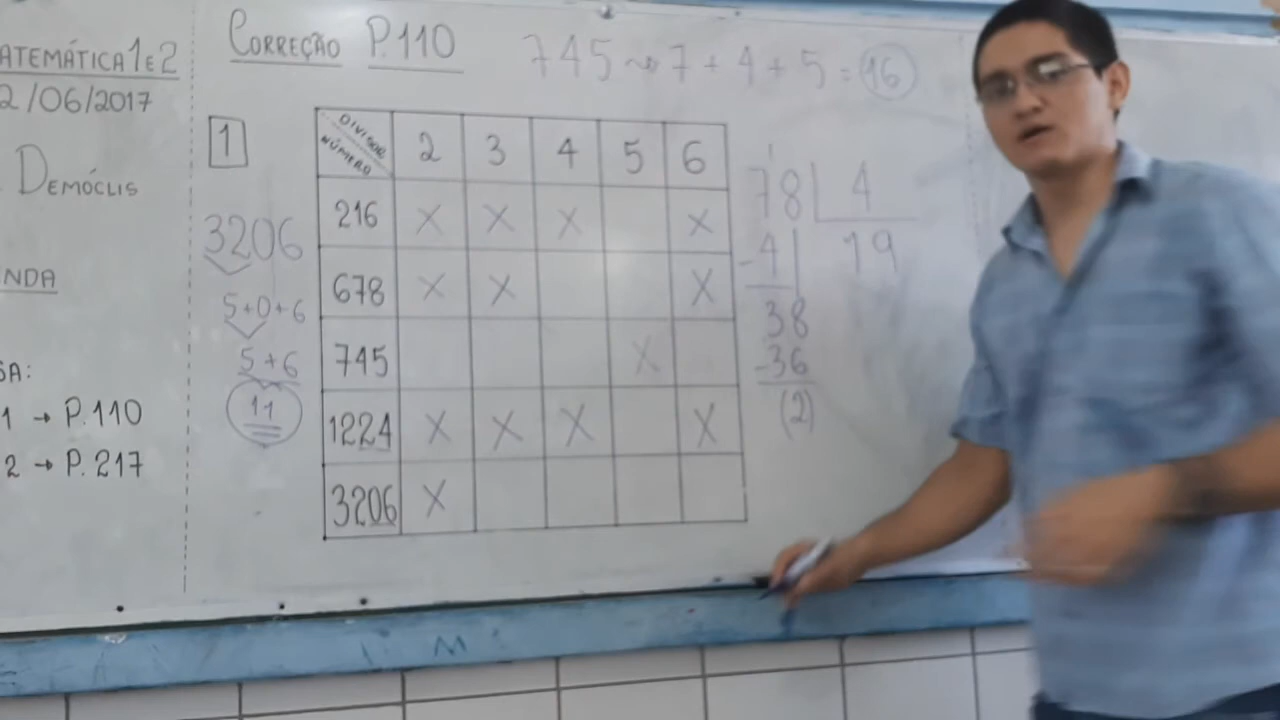 ATEMÁTICA 1 E 2
2/06/2017
DEMÓCLIS
NDA
SA:
1 → P.110
2 → P.217
CORREÇÃO P.110
745 ⇝ 7 + 4 + 5 = 16
1
3206
5+0+6
5+6
11
DIVISOR
NÚMERO 2 3 4 5 6
216 X X X X
678 X X X
745 X
1224 X X X X
3206 X
1
78 4
-4 19
38
-36
(2)
M